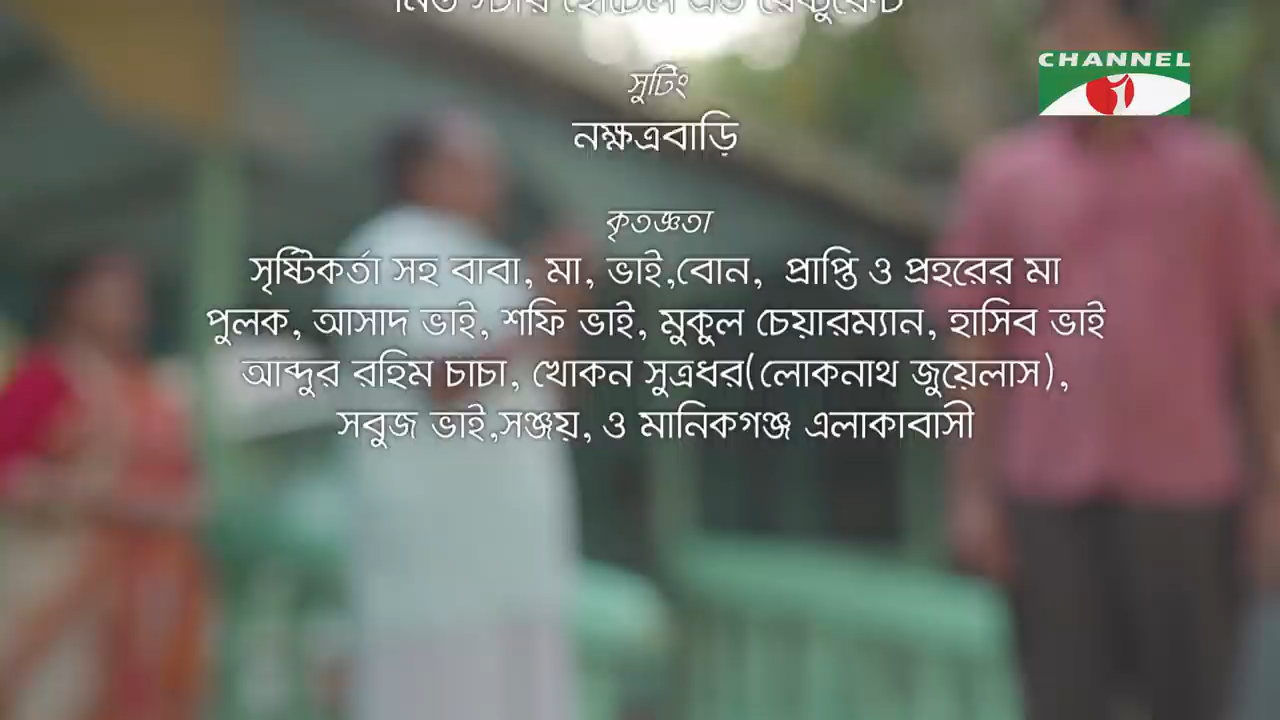 হোটেল এন্ড রেস্টুরেন্ট
CHANNEL
সুটিং
নক্ষত্রবাড়ি
কৃতজ্ঞতা
সৃষ্টিকর্তা সহ বাবা, মা, ভাই,বোন, প্রাপ্তি ও প্রহরের মা
পুলক, আসাদ ভাই, শফি ভাই, মুকুল চেয়ারম্যান, হাসিব ভাই
আব্দুর রহিম চাচা, খোকন সুত্রধর(লোকনাথ জুয়েলাস),
সবুজ ভাই,সঞ্জয়, ও মানিকগঞ্জ এলাকাবাসী